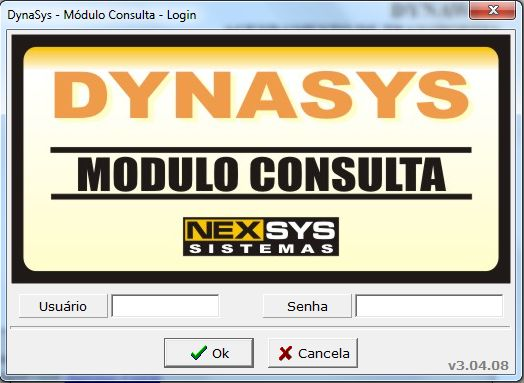 DynaSys - Módulo Consulta - Login
DYNASYS
MODULO CONSULTA
NEXSYS
SISTEMAS
Usuário
Senha
Ok
Cancela
v3.04.08